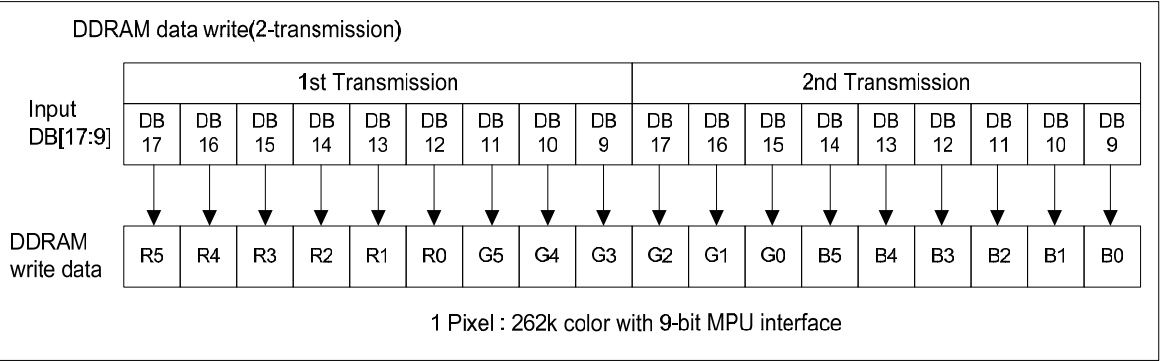 DDRAM data write(2-transmission)
1st Transmission 2nd Transmission
Input
DB[17:9]
DB DB DB DB DB DB DB DB DB DB DB DB DB DB DB DB DB DB
17 16 15 14 13 12 11 10 9 17 16 15 14 13 12 11 10 9
DDRAM
write data
R5 R4 R3 R2 R1 R0 G5 G4 G3 G2 G1 G0 B5 B4 B3 B2 B1 B0
1 Pixel : 262k color with 9-bit MPU interface